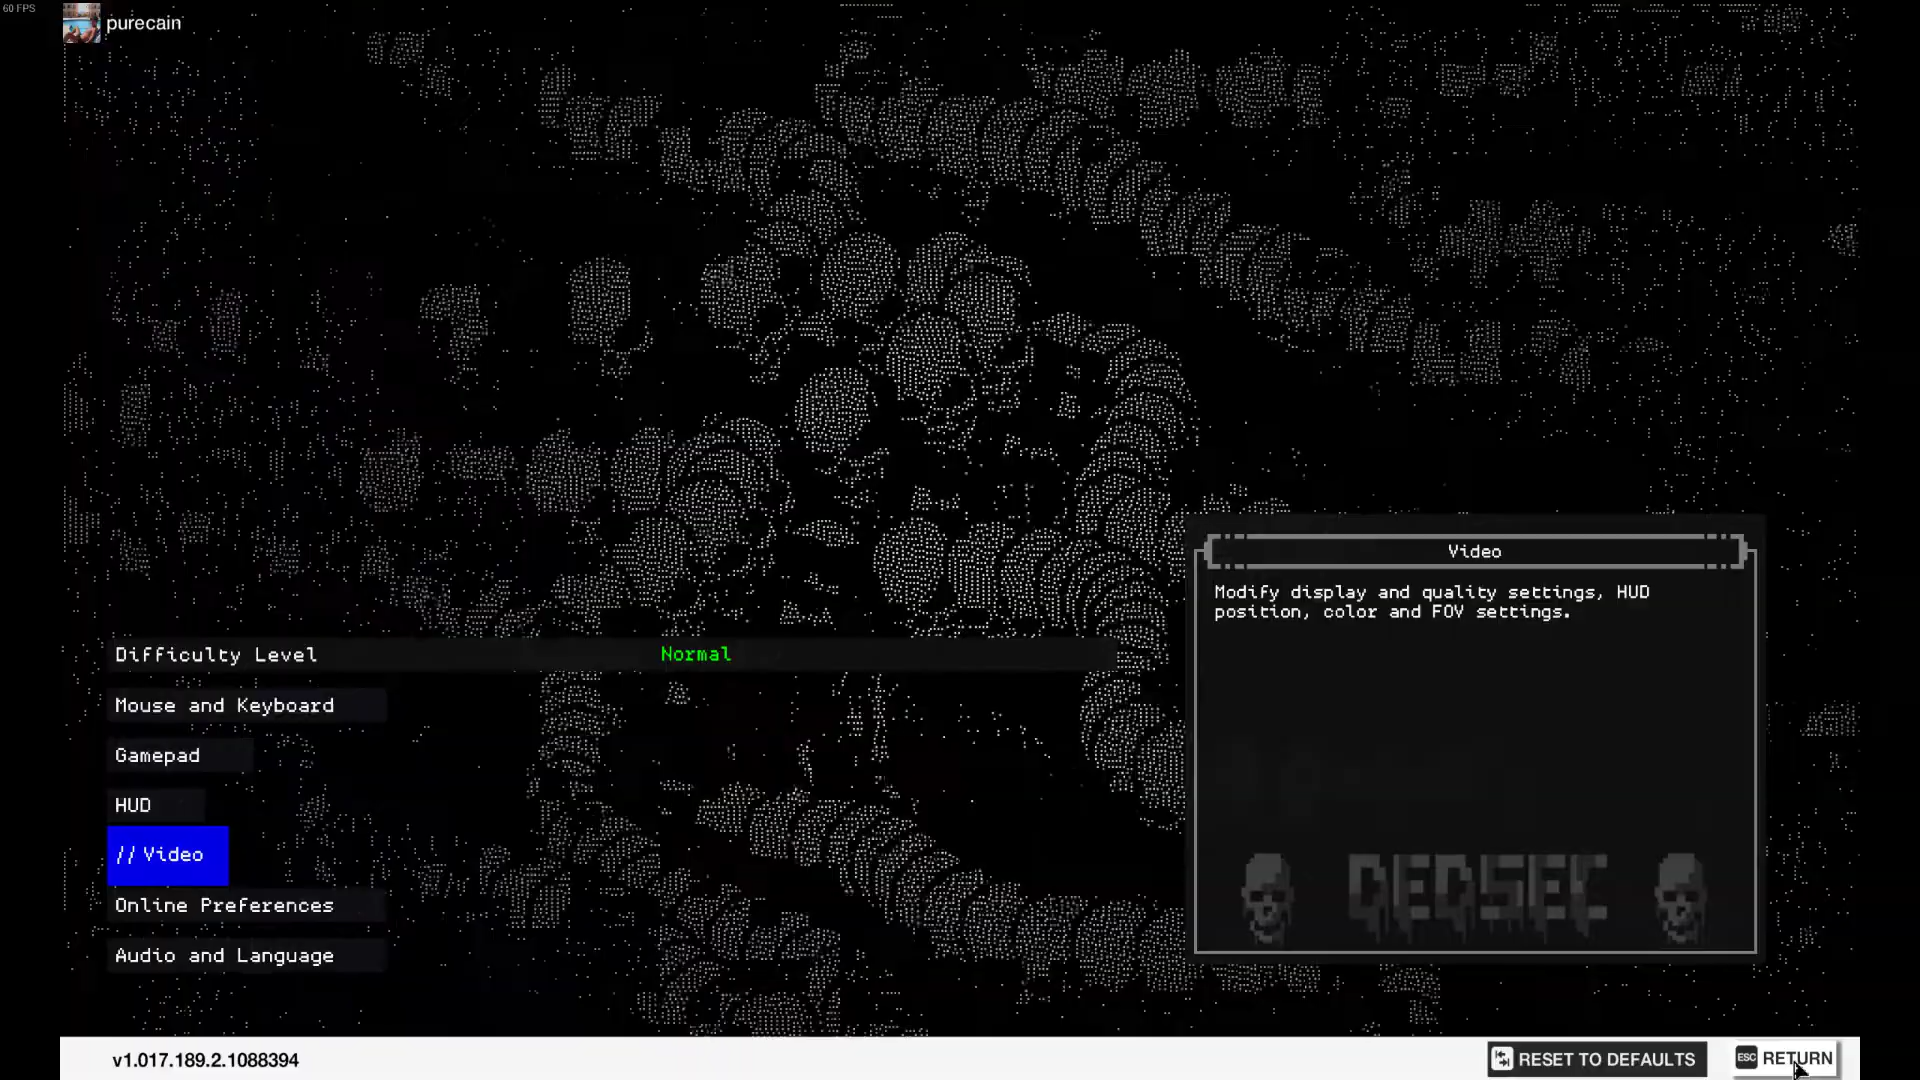 60 FPS
purecain
Video
Modify display and quality settings, HUD
position, color and FOV settings.
Difficulty Level Normal
Mouse and Keyboard
Gamepad
HUD
// Video
Online Preferences
Audio and Language
DEDSEC
v1.017.189.2.1088394
RESET TO DEFAULTS
ESC RETURN